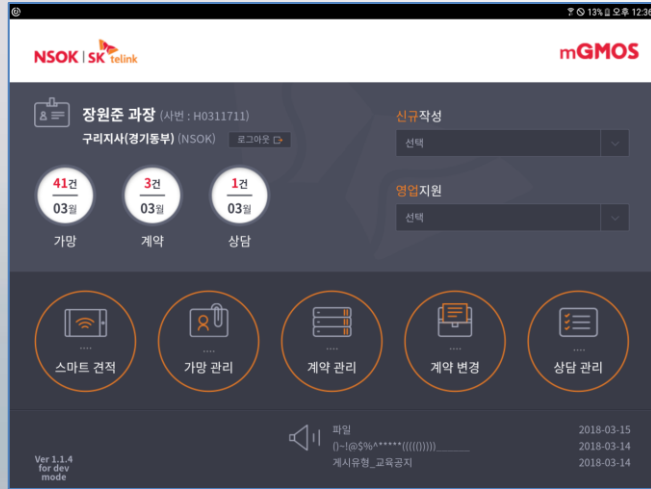 13% 오후 12:36
NSOK | SK telink
mGMOS
장원준 과장 (사번 : H0311711)
구리지사(경기동부) (NSOK) 로그아웃
41건
03월
가망
3건
03월
계약
1건
03월
상담
신규작성
선택
영업지원
선택
스마트 견적
가망 관리
계약 관리
계약 변경
상담 관리
Ver 1.1.4
for dev
mode
파일 2018-03-15
()~!@$%^*****((((()))))______ 2018-03-14
게시유형_교육공지 2018-03-14